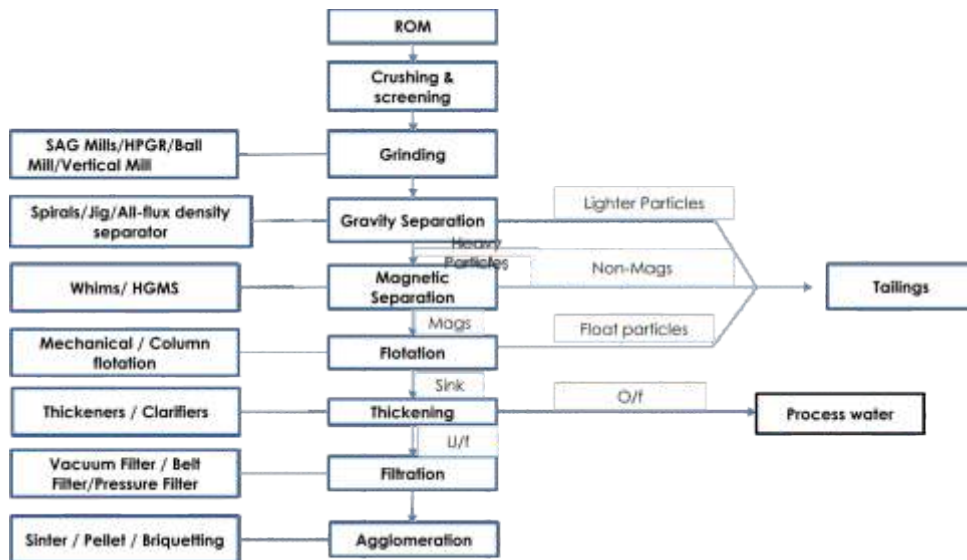 ROM
Crushing &
screening
SAG Mills/HPGR/Ball
Mill/Vertical Mill
Grinding
Spirals/Jig/All-flux density
separator
Gravity Separation
Lighter Particles
Heavy
Particles
Whims/ HGMS
Magnetic
Separation
Non-Mags
Tailings
Mags
Float particles
Mechanical / Column
flotation
Flotation
Sink
Thickeners / Clarifiers
Thickening
O/f
Process water
U/f
Vacuum Filter / Belt
Filter/Pressure Filter
Filtration
Sinter / Pellet / Briquetting
Agglomeration